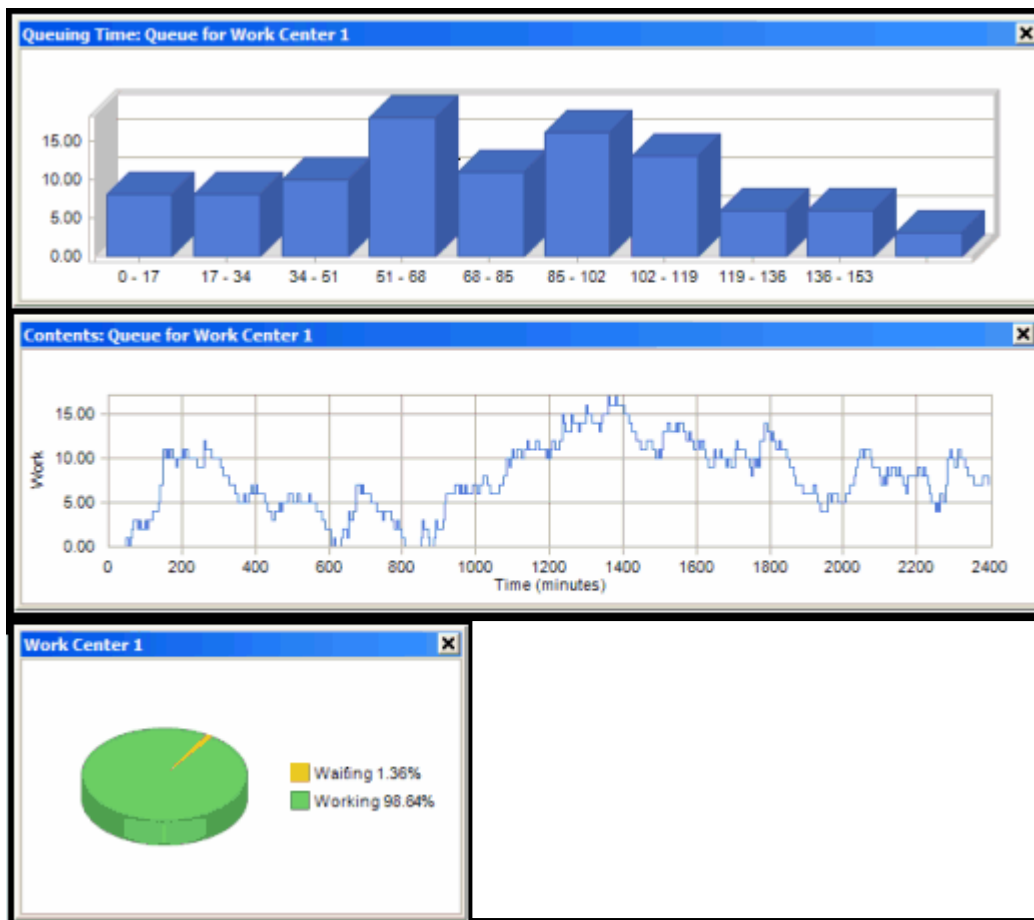 Queuing Time: Queue for Work Center 1
15.00
10.00
5.00
0.00
0 - 17 17 - 34 34 - 51 51 - 68 68 - 85 85 - 102 102 - 119 119 - 136 136 - 153
Contents: Queue for Work Center 1
Work
15.00
10.00
5.00
0.00
0 200 400 600 800 1000 1200 1400 1600 1800 2000 2200 2400
Time (minutes)
Work Center 1
Waiting 1.36%
Working 98.64%